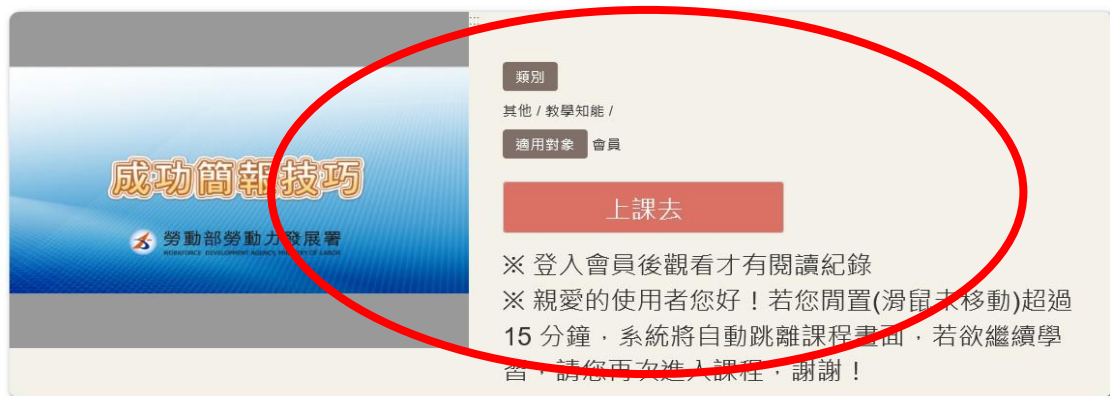 成功簡報技巧
勞動部勞動力發展署
WORKFORCE DEVELOPMENT AGENCY, MINISTRY OF LABOR
類別
其他 / 教學知能 /
適用對象 會員
上課去
※ 登入會員後觀看才有閱讀紀錄
※ 親愛的使用者您好！若您閒置(滑鼠未移動)超過
15 分鐘，系統將自動跳離課程畫面，若欲繼續學
習，請您再次進入課程，謝謝！